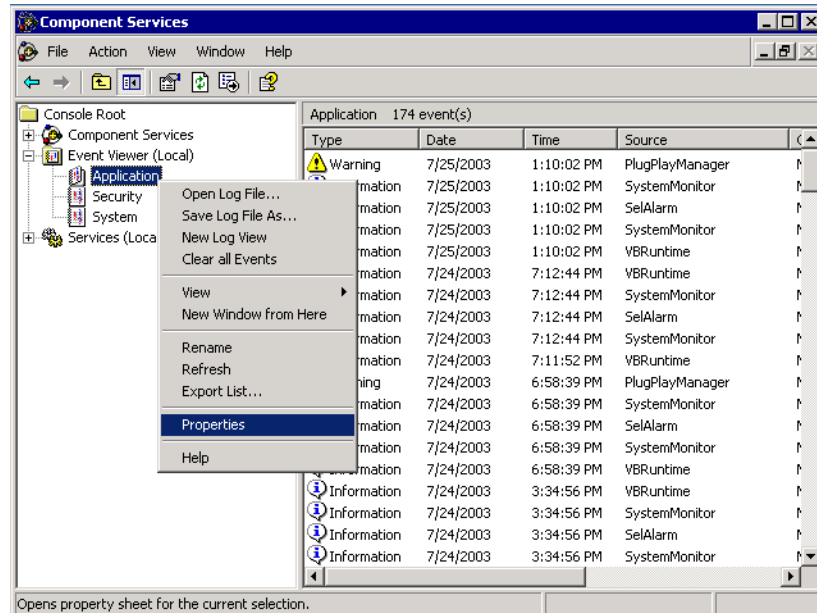 Component Services
File Action View Window Help
Console Root
Component Services
Event Viewer (Local)
Application
Security
System
Services (Loca
Application 174 event(s)
Type Date Time Source
Warning 7/25/2003 1:10:02 PM PlugPlayManager
rmation 7/25/2003 1:10:02 PM SystemMonitor
rmation 7/25/2003 1:10:02 PM SelAlarm
rmation 7/25/2003 1:10:02 PM SystemMonitor
rmation 7/25/2003 1:10:02 PM VBRuntime
rmation 7/24/2003 7:12:44 PM VBRuntime
rmation 7/24/2003 7:12:44 PM SystemMonitor
rmation 7/24/2003 7:12:44 PM SelAlarm
rmation 7/24/2003 7:12:44 PM SystemMonitor
rmation 7/24/2003 7:11:52 PM VBRuntime
ning 7/24/2003 6:58:39 PM PlugPlayManager
rmation 7/24/2003 6:58:39 PM SystemMonitor
rmation 7/24/2003 6:58:39 PM SelAlarm
rmation 7/24/2003 6:58:39 PM SystemMonitor
rmation 7/24/2003 6:58:39 PM VBRuntime
Information 7/24/2003 3:34:56 PM VBRuntime
Information 7/24/2003 3:34:56 PM SystemMonitor
Information 7/24/2003 3:34:56 PM SelAlarm
Information 7/24/2003 3:34:56 PM SystemMonitor
Open Log File...
Save Log File As...
New Log View
Clear all Events
View
New Window from Here
Rename
Refresh
Export List...
Properties
Help
Opens property sheet for the current selection.